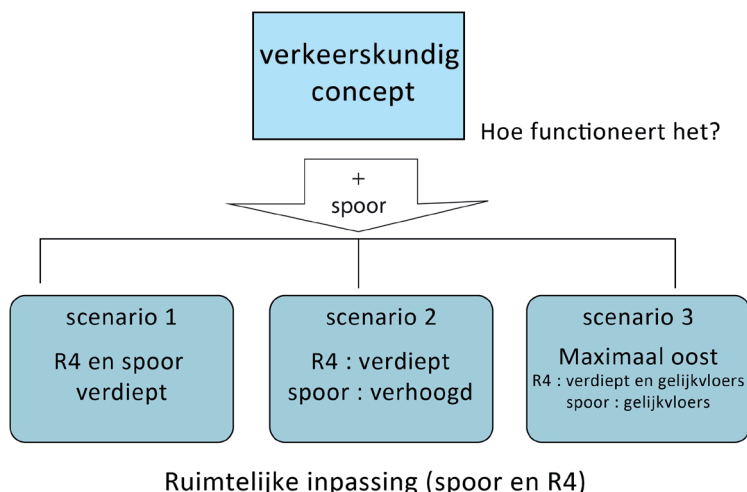 verkeerskundig
concept
Hoe functioneert het?
+
spoor
scenario 1
R4 en spoor
verdiept
scenario 2
R4 : verdiept
spoor : verhoogd
scenario 3
Maximaal oost
R4 : verdiept en gelijkvloers
spoor : gelijkvloers
Ruimtelijke inpassing (spoor en R4)